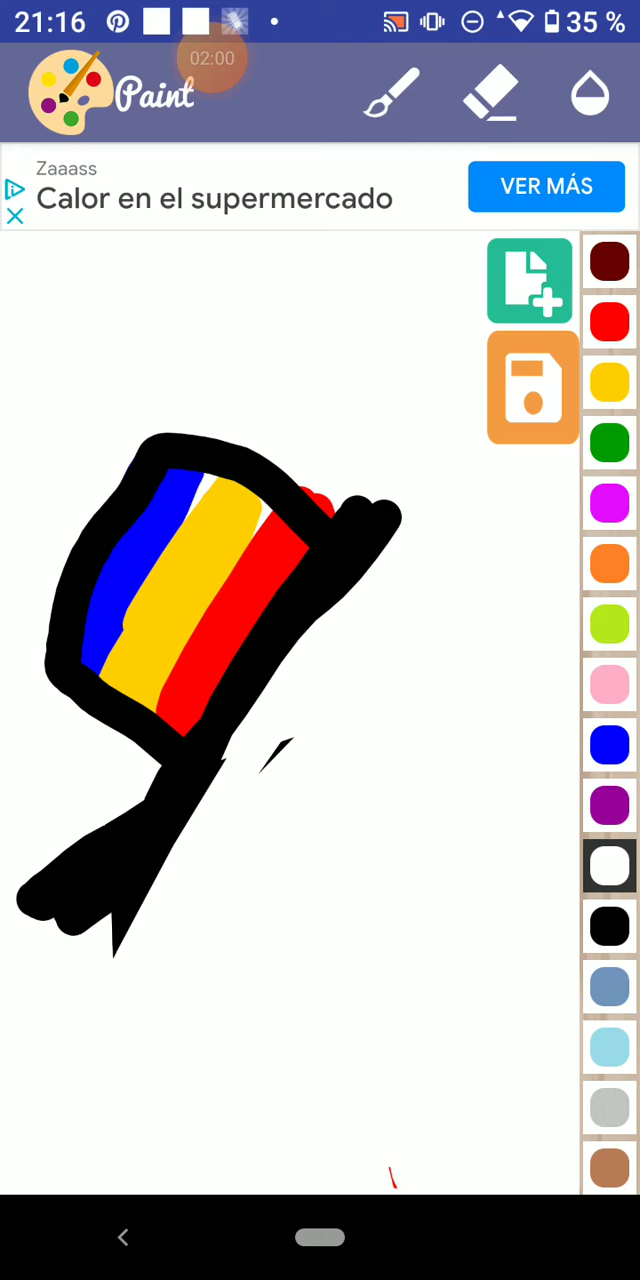 21:16
35 %
02:00
Paint
Zaaass
Calor en el supermercado
VER MÁS